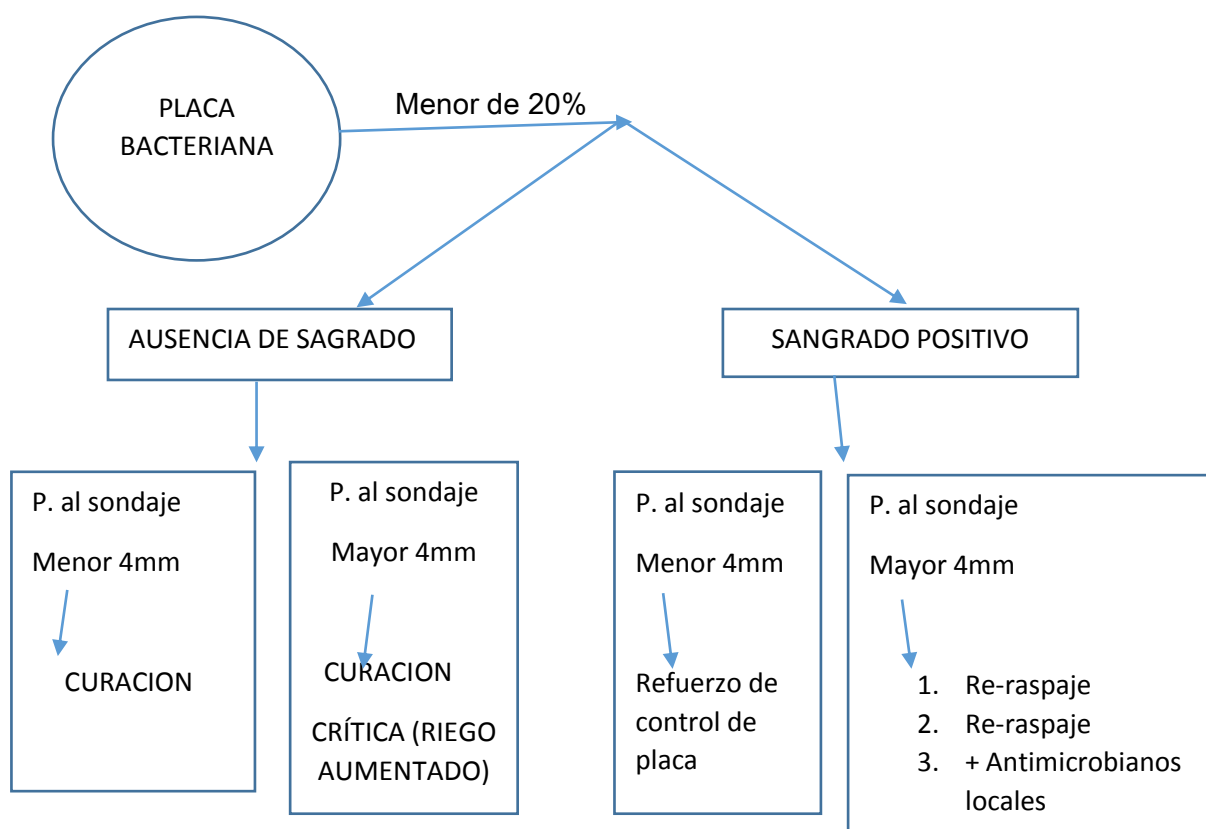 PLACA
BACTERIANA
Menor de 20%
AUSENCIA DE SAGRADO
SANGRADO POSITIVO
P. al sondaje
Menor 4mm
CURACION
P. al sondaje
Mayor 4mm
CURACION
CRÍTICA (RIEGO
AUMENTADO)
P. al sondaje
Menor 4mm
Refuerzo de
control de
placa
P. al sondaje
Mayor 4mm
1. Re-raspaje
2. Re-raspaje
3. + Antimicrobianos
locales